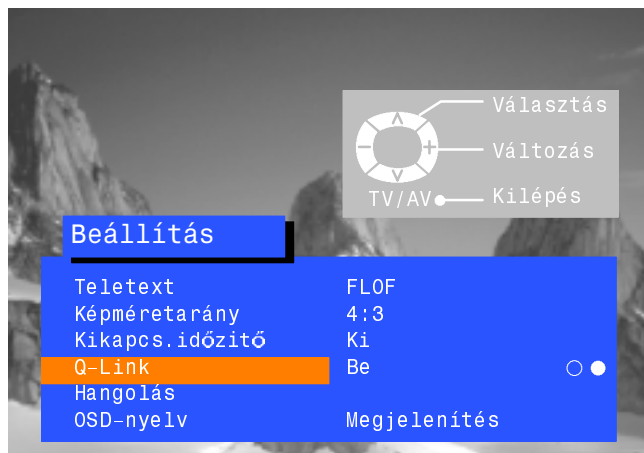 Választás
Változás
TV/AV Kilépés
Beállítás
Teletext FLOF
Képméretarány 4:3
Kikapcs.időzitő Ki
Q-Link Be
Hangolás
OSD-nyelv Megjelenítés